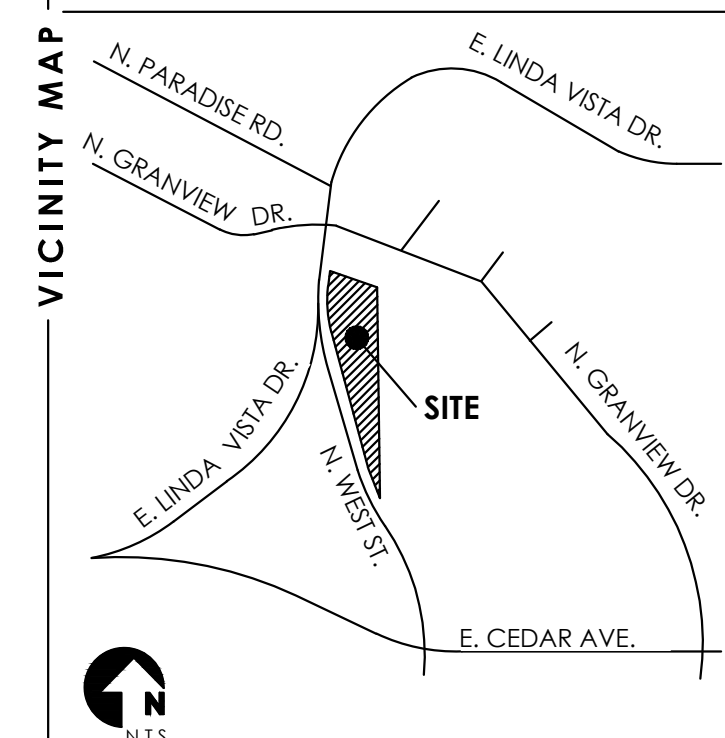 VICINITY MAP
N. PARADISE RD.
E. LINDA VISTA DR.
N. GRANVIEW DR.
SITE
N. GRANVIEW DR.
E. LINDA VISTA DR.
N. WEST ST.
E. CEDAR AVE.
N
NTS